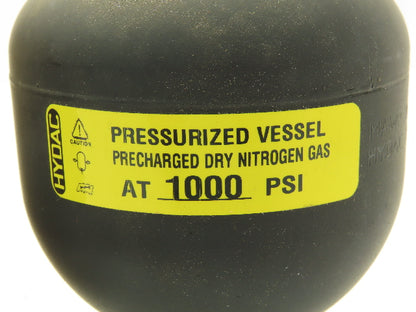 HYDAC
CAUTION
PRESSURIZED VESSEL
PRECHARGED DRY NITROGEN GAS
AT 1000 PSI